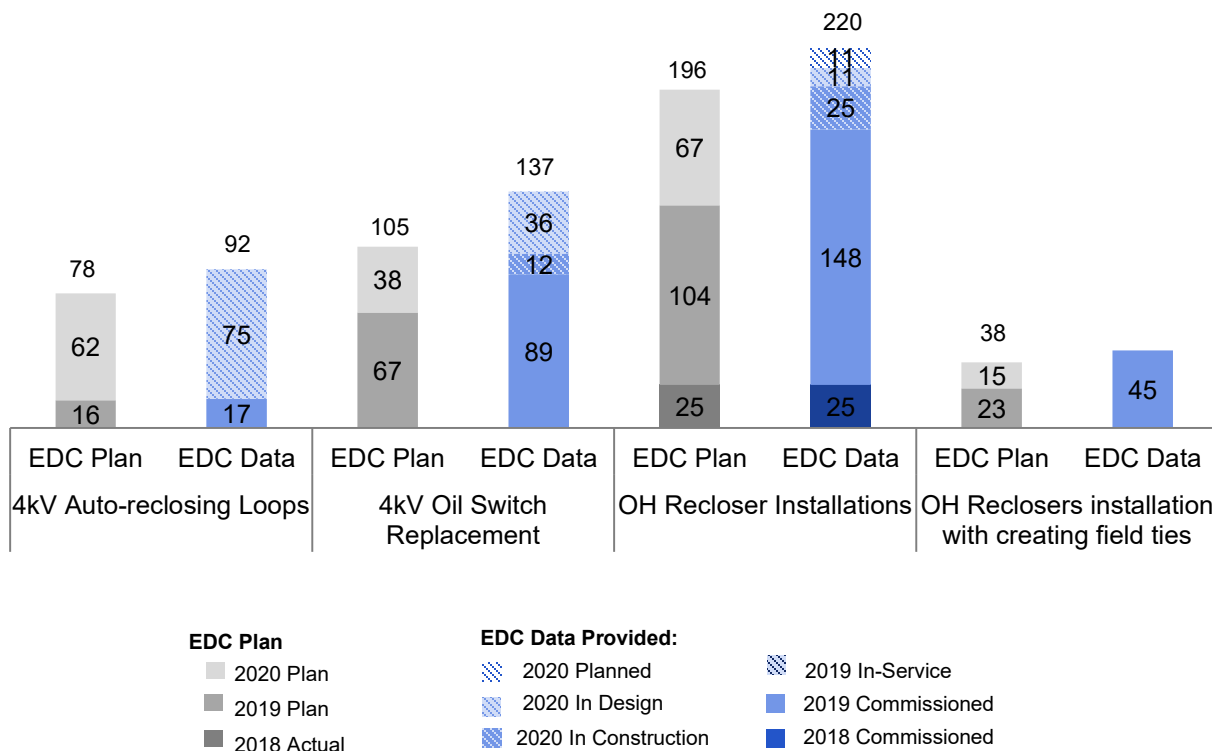 220
11
196
11
25
67
137
105
36
92
148
78
12
104
38
75
62
89
38
67
15
45
16
17
25
25
23
EDC Plan EDC Data EDC Plan EDC Data EDC Plan EDC Data EDC Plan EDC Data
4kV Auto-reclosing Loops
4kV Oil Switch
Replacement
OH Recloser Installations
OH Reclosers installation
with creating field ties
EDC Plan
2020 Plan
2019 Plan
2018 Actual
EDC Data Provided:
2020 Planned
2020 In Design
2020 In Construction
2019 In-Service
2019 Commissioned
2018 Commissioned